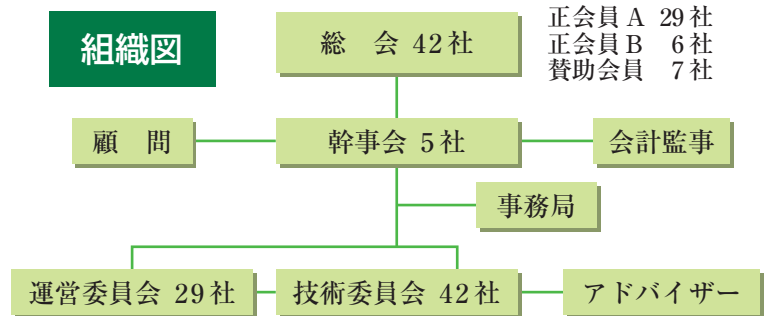 組織図
総　会 42社
正会員 A 29社
正会員 B 6社
賛助会員 7社
顧　問
幹事会 5社
会計監事
事務局
運営委員会 29社
技術委員会 42社
アドバイザー